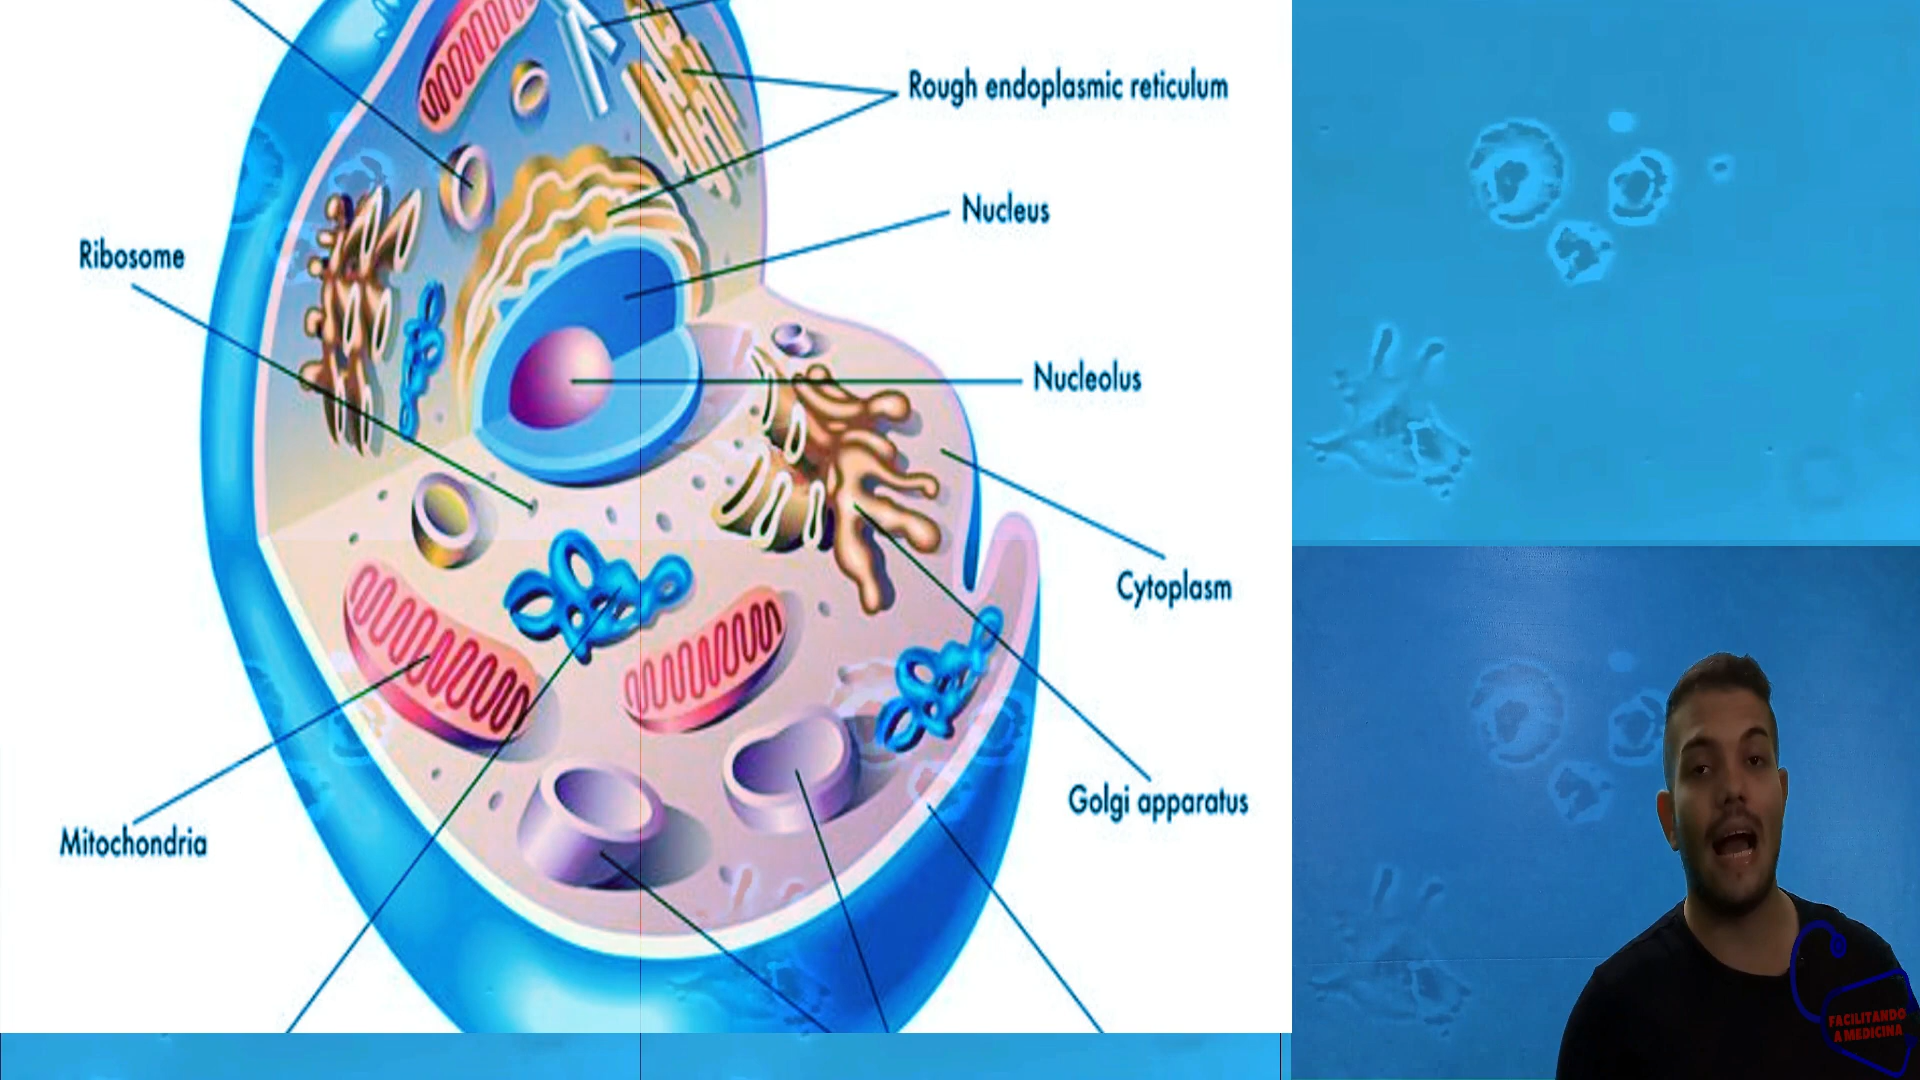 Rough endoplasmic reticulum
Nucleus
Ribosome
Nucleolus
Cytoplasm
Golgi apparatus
Mitochondria
FACILITANDO
A MEDICINA